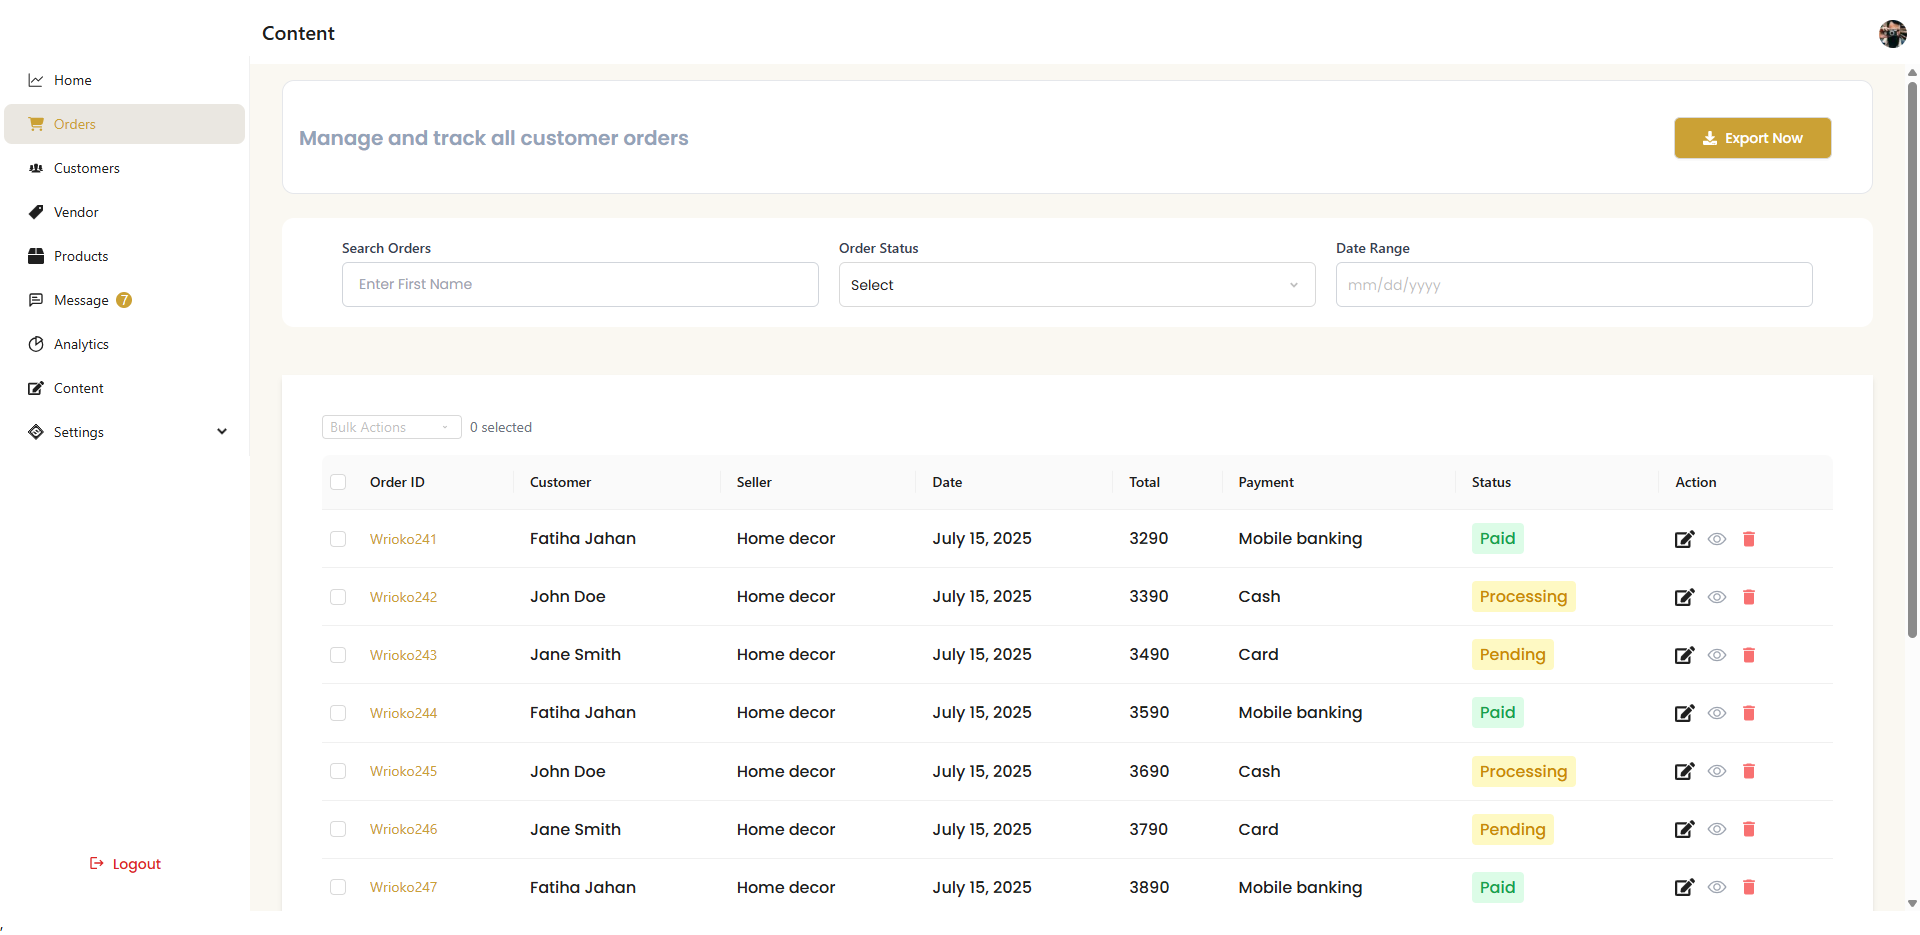 Content
Home
Orders
Customers
Vendor
Products
Message 7
Analytics
Content
Settings
Logout
Manage and track all customer orders
Export Now
Search Orders Order Status Date Range
Enter First Name Select mm/dd/yyyy
Bulk Actions 0 selected
Order ID Customer Seller Date Total Payment Status Action
Wrioko241 Fatiha Jahan Home decor July 15, 2025 3290 Mobile banking Paid
Wrioko242 John Doe Home decor July 15, 2025 3390 Cash Processing
Wrioko243 Jane Smith Home decor July 15, 2025 3490 Card Pending
Wrioko244 Fatiha Jahan Home decor July 15, 2025 3590 Mobile banking Paid
Wrioko245 John Doe Home decor July 15, 2025 3690 Cash Processing
Wrioko246 Jane Smith Home decor July 15, 2025 3790 Card Pending
Wrioko247 Fatiha Jahan Home decor July 15, 2025 3890 Mobile banking Paid
,